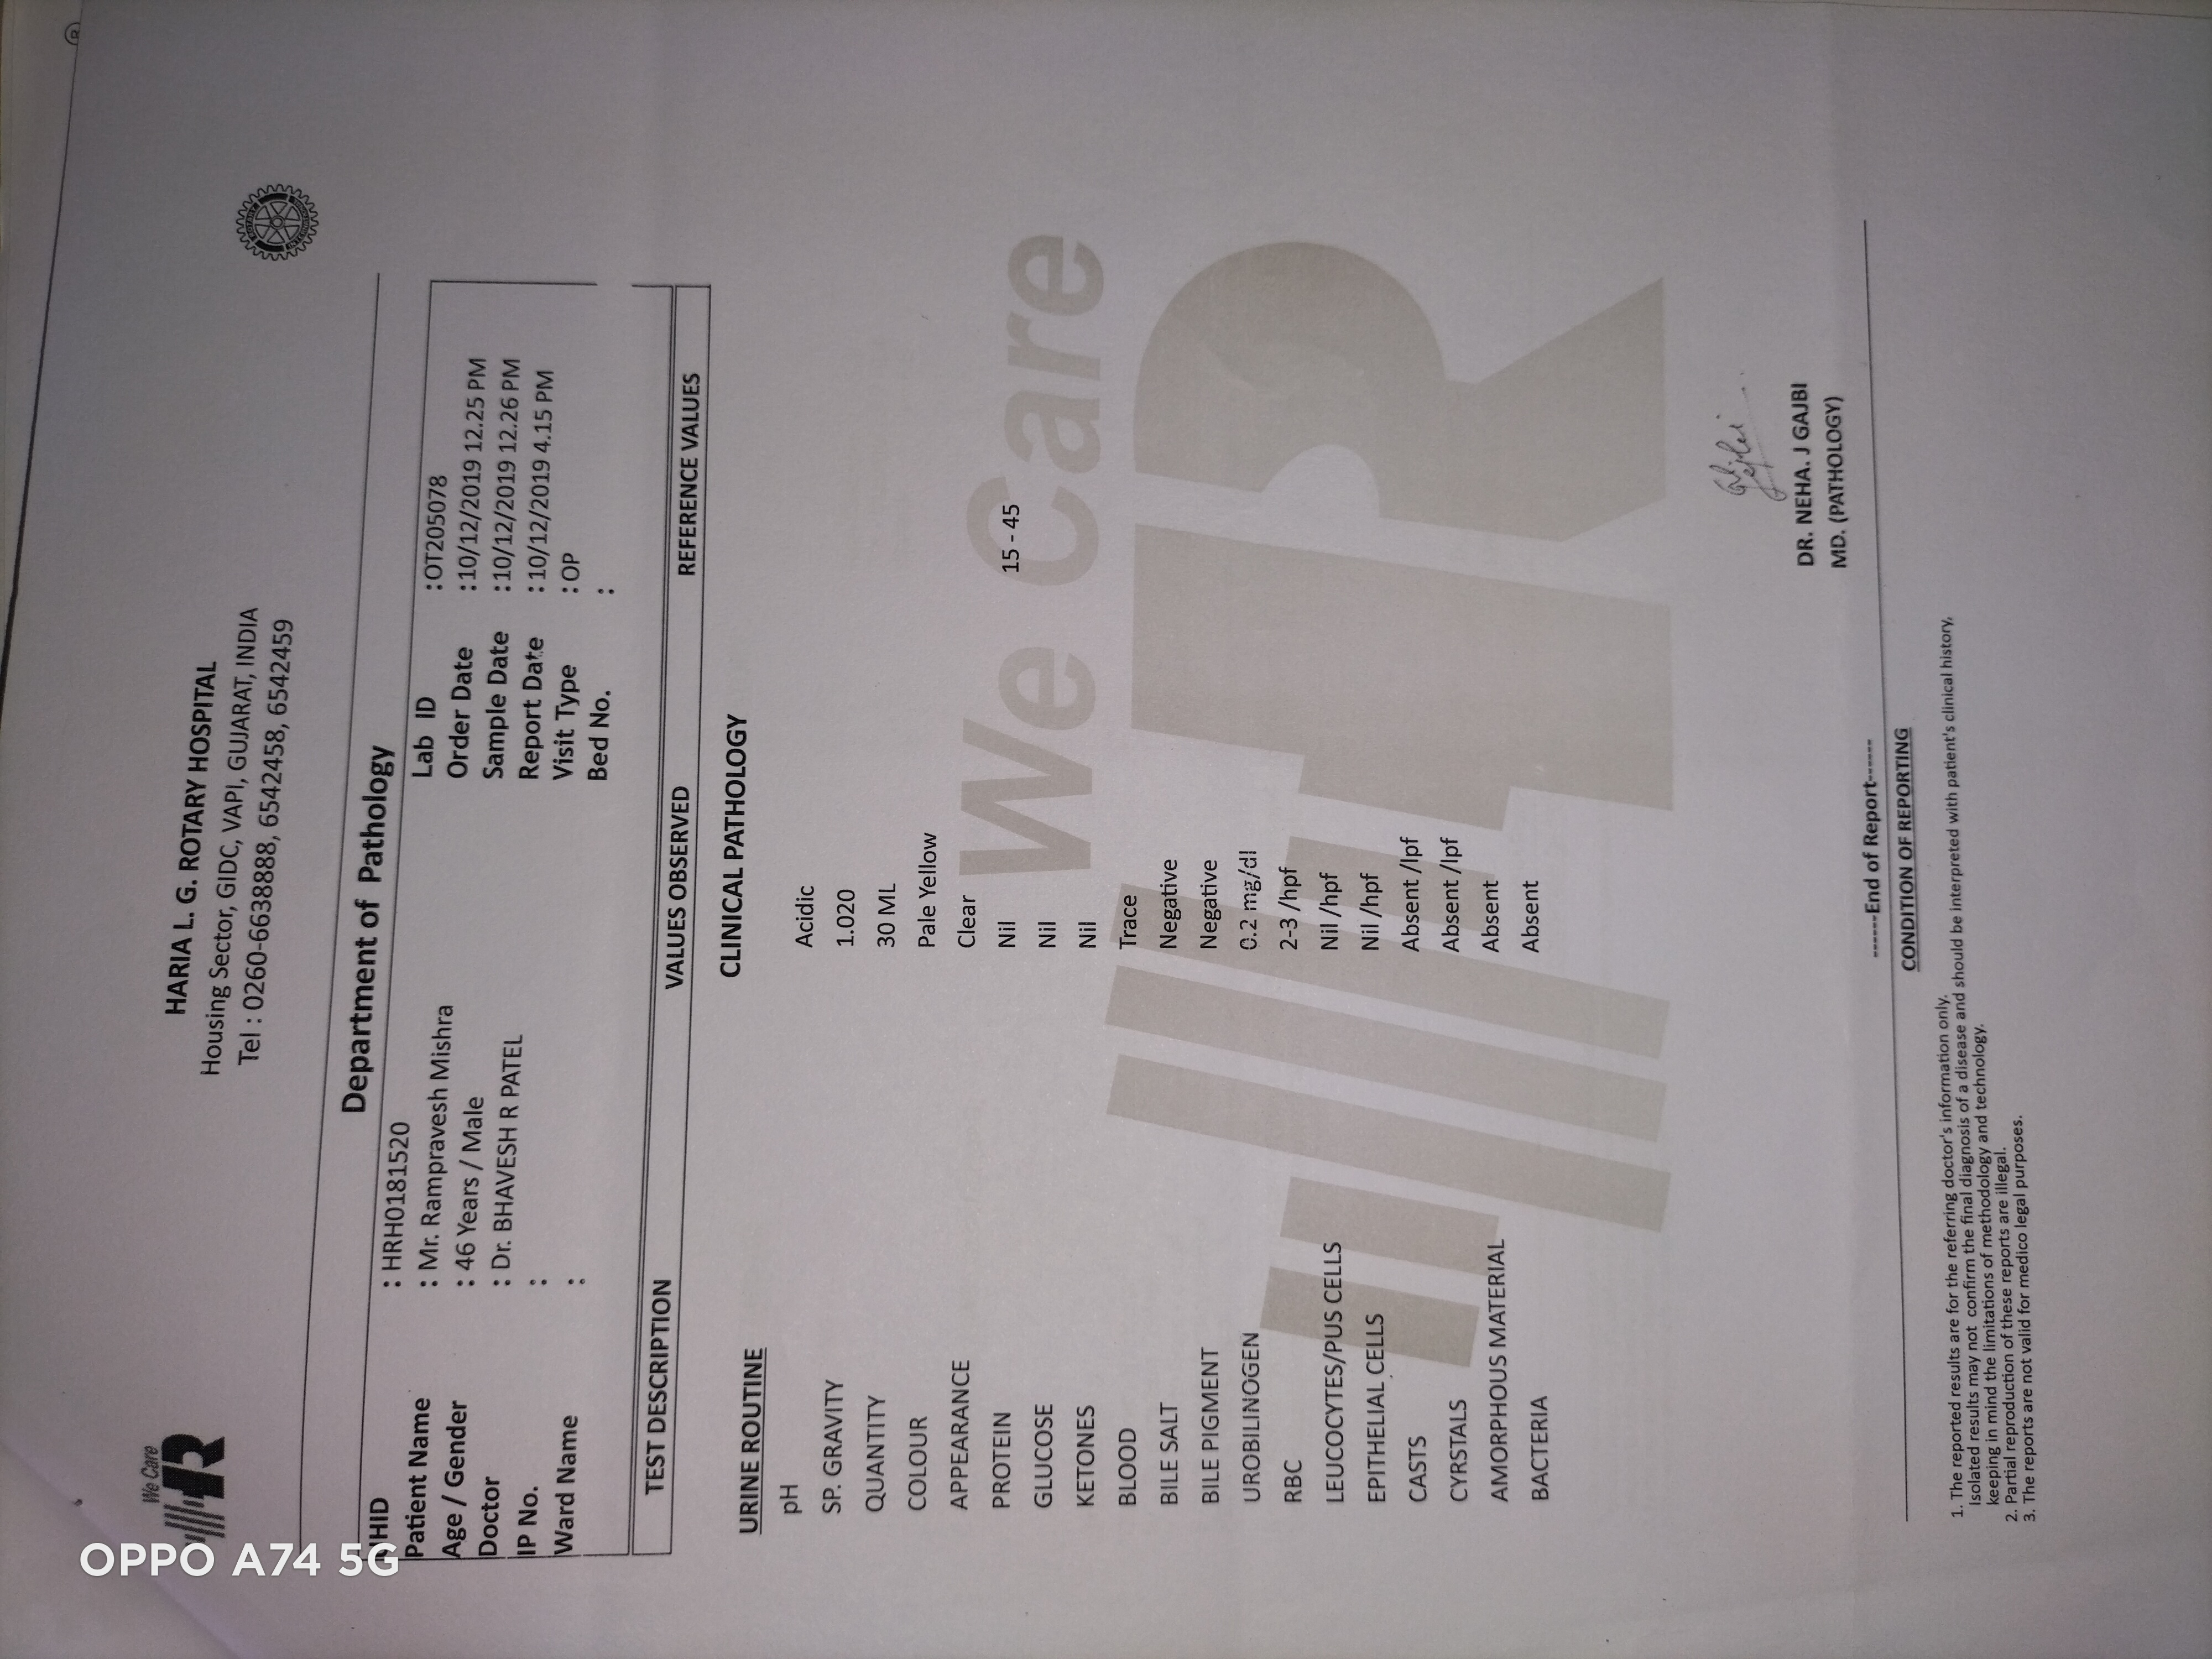 OPPO A74 5G
We Care
HR
HARIA L. G. ROTARY HOSPITAL
Housing Sector, GIDC, VAPI, GUJARAT, INDIA
Tel : 0260-6638888, 6542458, 6542459
Department of Pathology
UHID : HRH0181520
Patient Name : Mr. Rampravesh Mishra
Age / Gender : 46 Years / Male
Doctor : Dr. BHAVESH R PATEL
IP No. :
Ward Name :
Lab ID :OT205078
Order Date :10/12/2019 12.25 PM
Sample Date :10/12/2019 12.26 PM
Report Date :10/12/2019 4.15 PM
Visit Type :OP
Bed No. :
TEST DESCRIPTION VALUES OBSERVED REFERENCE VALUES
CLINICAL PATHOLOGY
URINE ROUTINE
pH Acidic
SP. GRAVITY 1.020
QUANTITY 30 ML
COLOUR Pale Yellow
APPEARANCE Clear
PROTEIN Nil 15 - 45
GLUCOSE Nil
KETONES Nil
BLOOD Trace
BILE SALT Negative
BILE PIGMENT Negative
UROBILINOGEN 0.2 mg/dl
RBC 2-3 /hpf
LEUCOCYTES/PUS CELLS Nil /hpf
EPITHELIAL CELLS Nil /hpf
CASTS Absent /lpf
CYRSTALS Absent /lpf
AMORPHOUS MATERIAL Absent
BACTERIA Absent
We Care
HR
DR. NEHA. J GAJBI
MD. (PATHOLOGY)
------End of Report------
CONDITION OF REPORTING
1. The reported results are for the referring doctor's information only.
Isolated results may not confirm the final diagnosis of a disease and should be interpreted with patient's clinical history,
keeping in mind the limitations of methodology and technology.
2. Partial reproduction of these reports are illegal.
3. The reports are not valid for medico legal purposes.